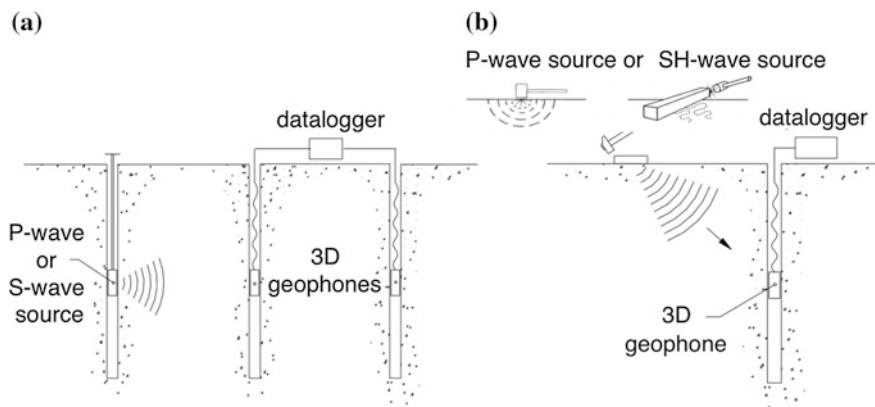 (a)
datalogger
P-wave
or
S-wave
source
3D
geophones
(b)
P-wave source or SH-wave source
datalogger
3D
geophone